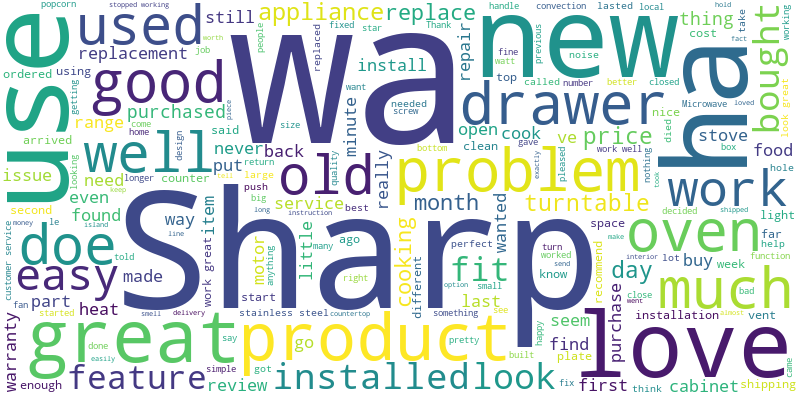 popcorn
stopped working
still
appliance
replace
handle
convection
lasted
local
hold
working
use
used
wa
new
ha
bought
replaced
people
job
worth
fixed
star
Thank
thing
take
cost
fact
ordered
using
replacement
repair
fine
watt
previous
noise
good
install
top
called
number
better
closed
Microwave
loved
look great
getting
purchased
minute
needed
screw
drawer
nice
died
arrived
come
piece
range
home
design
said
size
want
open
cook
ve
price
stove
box
issue
looking
well
never
back
old
really
quality
clean
gave
exactly
pleased
work well
nothing
took
food
second
longer
counter
put
return
bottom
problem
work
hole
need
keep
push
large
big
month
turntable
even
le
found
service
best
long
instruction
wanted
space
decided
shipped
light
customer service
money
island
doe
way
item
little
many
ago
cooking
perfect
turn
oven
far
help
told
line
work great
motor
anything
right
different
fit
worked
send
know
recommend
make
lot
buy
week
function
easy
made
Sharp
option
small
day
interior
bad
much
fan
part
smell
start
stainless steel
countertop
last
something
seem
close
ment
almost
warranty
started
heat
delivery
happy
purchase
installation
vent
great
say
product
go
see
pretty
find
love
done
easily
simple
got
built
plate
came
enough
feature
review
installed
look
fix
first
think
cabinet
shipping